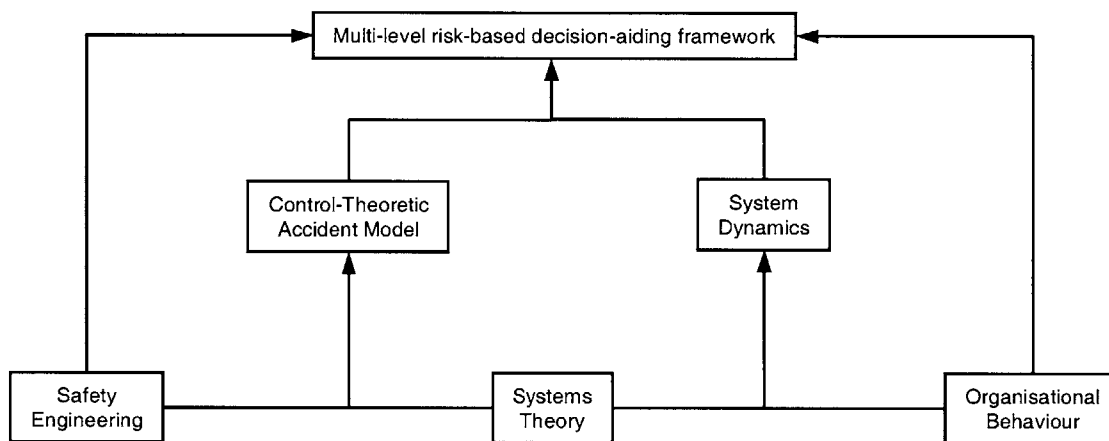 Multi-level risk-based decision-aiding framework
Control-Theoretic
Accident Model
System
Dynamics
Safety
Engineering
Systems
Theory
Organisational
Behaviour